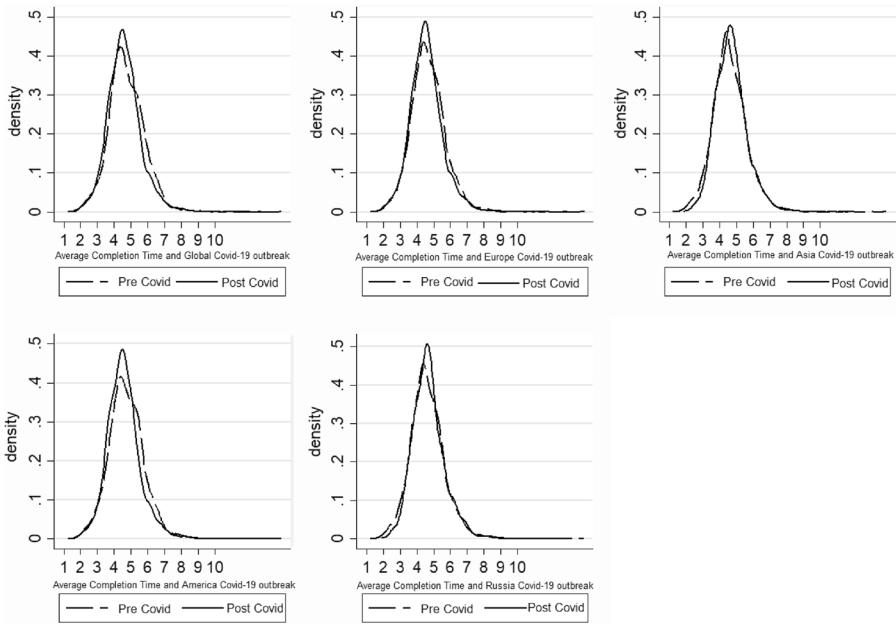 .5
.4
density
.3
.2
.1
0
1 2 3 4 5 6 7 8 9 10
Average Completion Time and Global Covid-19 outbreak
Pre Covid Post Covid
.5
.4
density
.3
.2
.1
0
1 2 3 4 5 6 7 8 9 10
Average Completion Time and Europe Covid-19 outbreak
Pre Covid Post Covid
.5
.4
density
.3
.2
.1
0
1 2 3 4 5 6 7 8 9 10
Average Completion Time and Asia Covid-19 outbreak
Pre Covid Post Covid
.5
.4
density
.3
.2
.1
0
1 2 3 4 5 6 7 8 9 10
Average Completion Time and America Covid-19 outbreak
Pre Covid Post Covid
.5
.4
density
.3
.2
.1
0
1 2 3 4 5 6 7 8 9 10
Average Completion Time and Russia Covid-19 outbreak
Pre Covid Post Covid